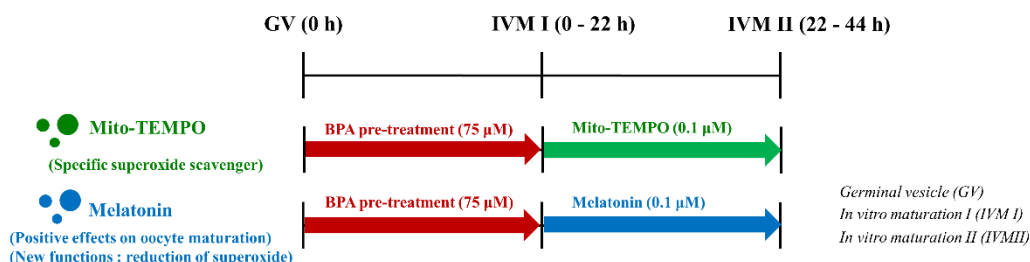 GV (0 h) IVM I (0 - 22 h) IVM II (22 - 44 h)
Mito-TEMPO
(Specific superoxide scavenger)
BPA pre-treatment (75 μM) Mito-TEMPO (0.1 μM)
Melatonin
(Positive effects on oocyte maturation)
(New functions : reduction of superoxide)
BPA pre-treatment (75 μM) Melatonin (0.1 μM)
Germinal vesicle (GV)
In vitro maturation I (IVM I)
In vitro maturation II (IVMII)